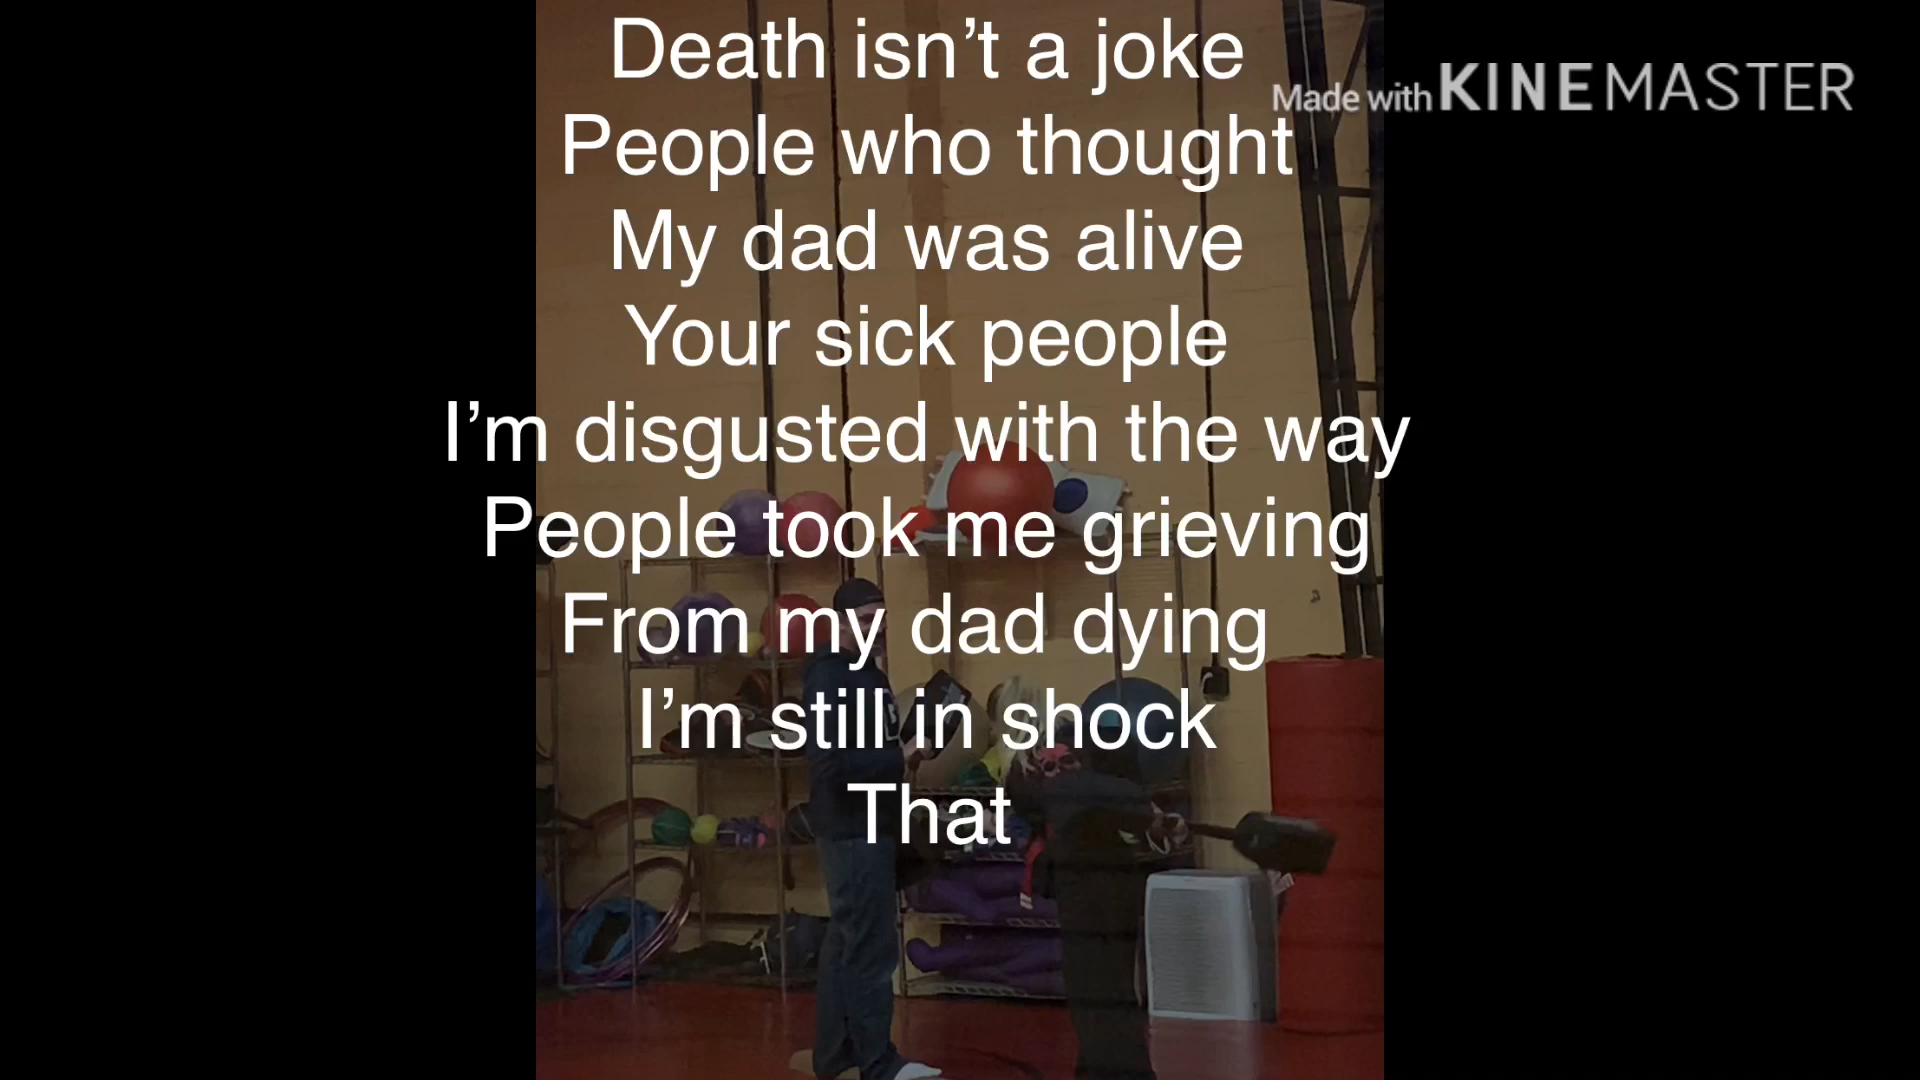 Death isn’t a joke
Made with KINEMASTER
People who thought
My dad was alive
Your sick people
I’m disgusted with the way
People took me grieving
From my dad dying
I’m still in shock
That